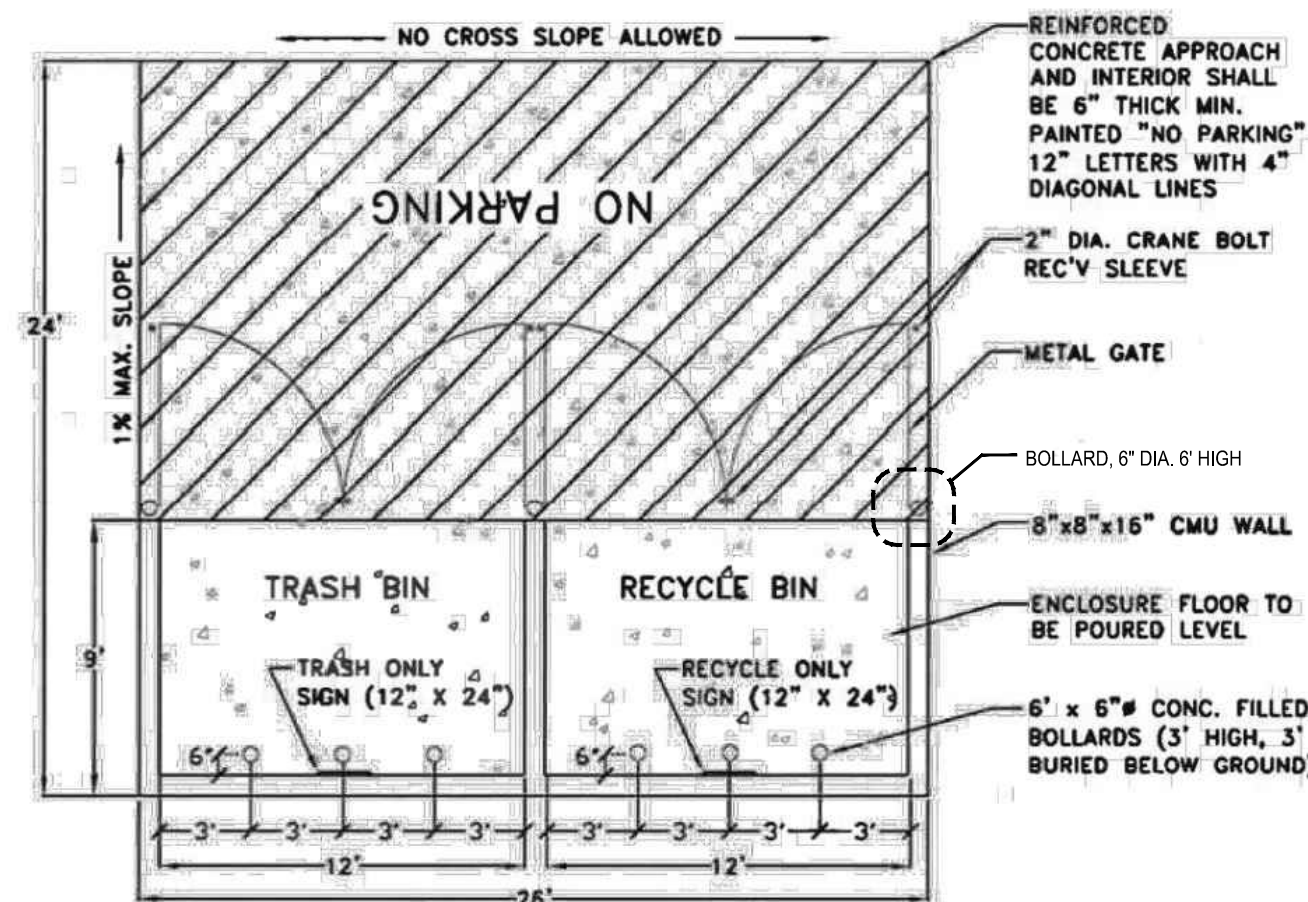 NO CROSS SLOPE ALLOWED
REINFORCED
CONCRETE APPROACH
AND INTERIOR SHALL
BE 6" THICK MIN.
PAINTED "NO PARKING"
12" LETTERS WITH 4"
DIAGONAL LINES
NO PARKING
2" DIA. CRANE BOLT
REC'V SLEEVE
1% MAX. SLOPE
24'
METAL GATE
BOLLARD, 6" DIA. 6' HIGH
8"x8"x16" CMU WALL
TRASH BIN
RECYCLE BIN
ENCLOSURE FLOOR TO
BE POURED LEVEL
9'
TRASH ONLY
SIGN (12" X 24")
RECYCLE ONLY
SIGN (12" X 24")
6' x 6"ø CONC. FILLED
BOLLARDS (3' HIGH, 3'
BURIED BELOW GROUND)
6"
6"
3' 3' 3' 3' 3' 3' 3' 3'
12' 12'
26'